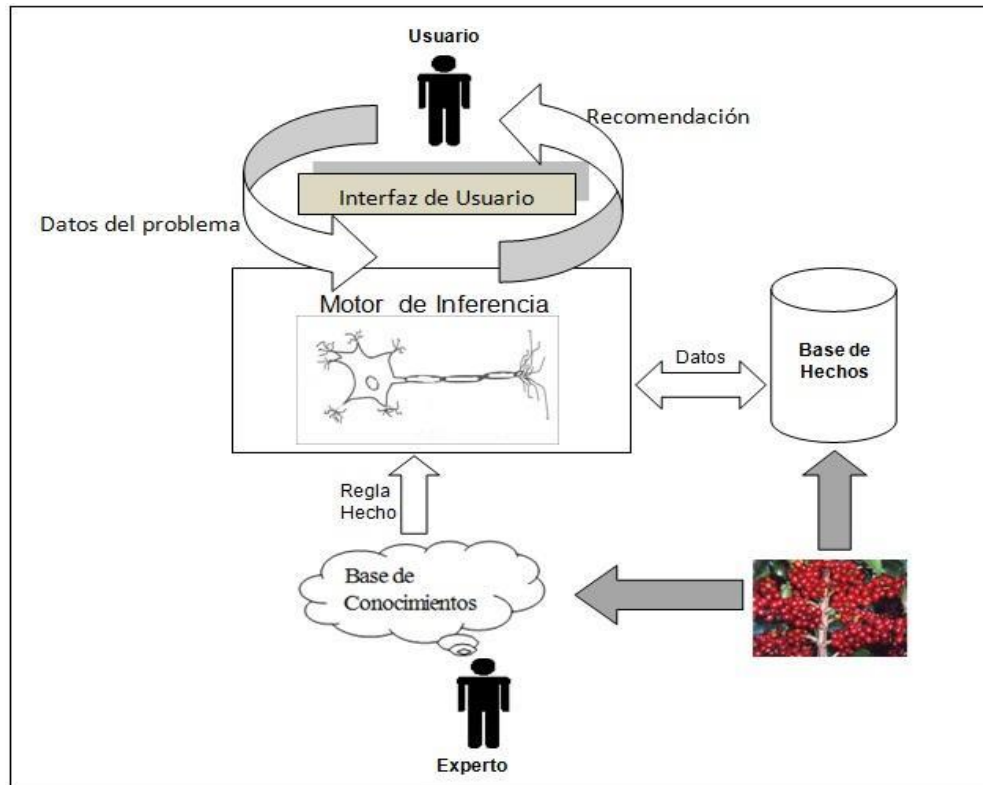 Usuario
Recomendación
Interfaz de Usuario
Datos del problema
Motor de Inferencia
Datos
Base de
Hechos
Regla
Hecho
Base de
Conocimientos
Experto